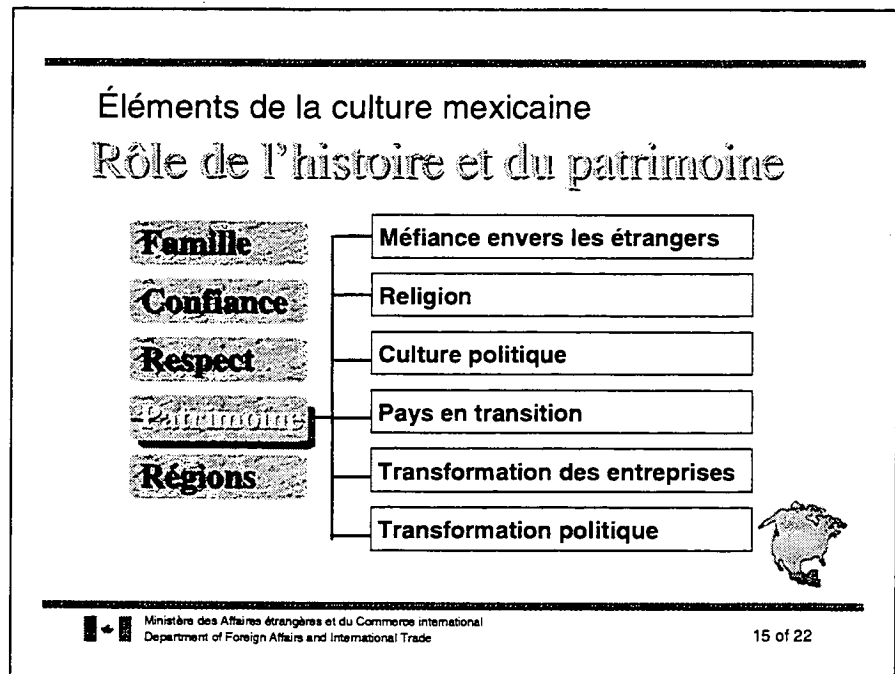 Éléments de la culture mexicaine
Rôle de l'histoire et du patrimoine
Famille
Confiance
Respect
Patrimoine
Régions
Méfiance envers les étrangers
Religion
Culture politique
Pays en transition
Transformation des entreprises
Transformation politique
Ministère des Affaires étrangères et du Commerce international
Department of Foreign Affairs and International Trade
15 of 22